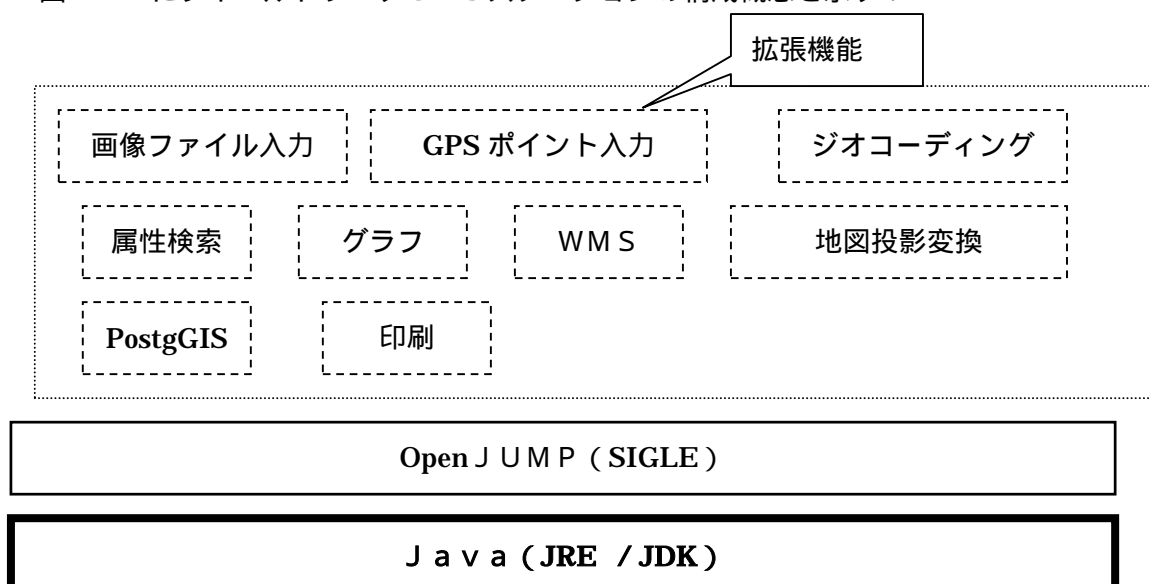 拡張機能
画像ファイル入力 GPS ポイント入力 ジオコーディング
属性検索 グラフ ＷＭＳ 地図投影変換
PostgGIS 印刷
OpenＪＵＭＰ（SIGLE）
Ｊａｖａ（JRE /JDK）